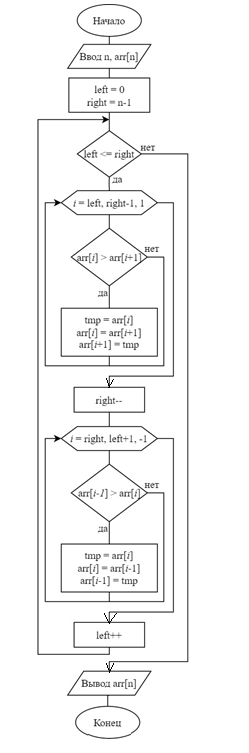 Начало
Ввод n, arr[n]
left = 0
right = n-1
left <= right
нет
да
i = left, right-1, 1
arr[i] > arr[i+1]
нет
да
tmp = arr[i]
arr[i] = arr[i+1]
arr[i+1] = tmp
right--
i = right, left+1, -1
arr[i-1] > arr[i]
нет
да
tmp = arr[i]
arr[i] = arr[i-1]
arr[i-1] = tmp
left++
Вывод arr[n]
Конец